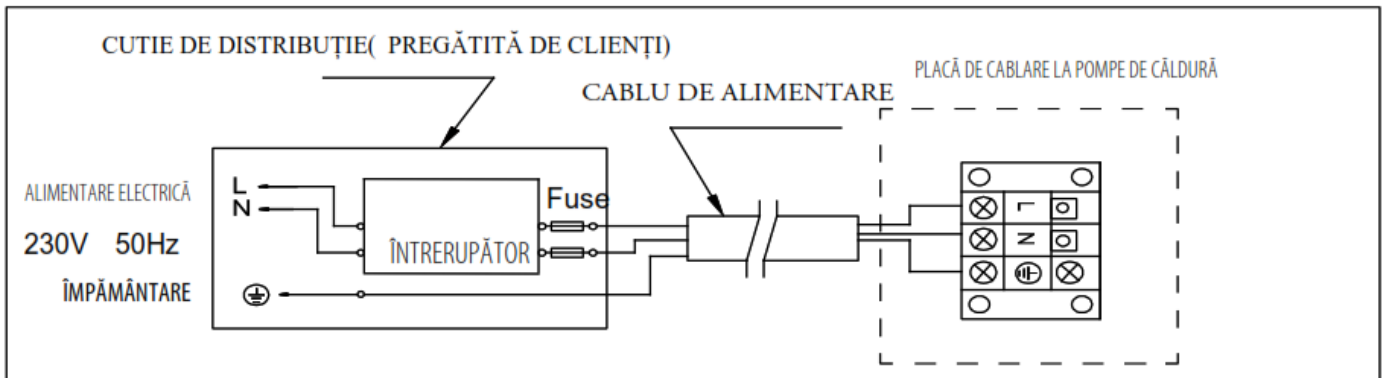 CUTIE DE DISTRIBUȚIE( PREGĂTITĂ DE CLIENȚI)
PLACĂ DE CABLARE LA POMPE DE CĂLDURĂ
CABLU DE ALIMENTARE
ALIMENTARE ELECTRICĂ
230V 50Hz
ÎMPĂMÂNTARE
L
N
ÎNTRERUPĂTOR
Fuse
L
N